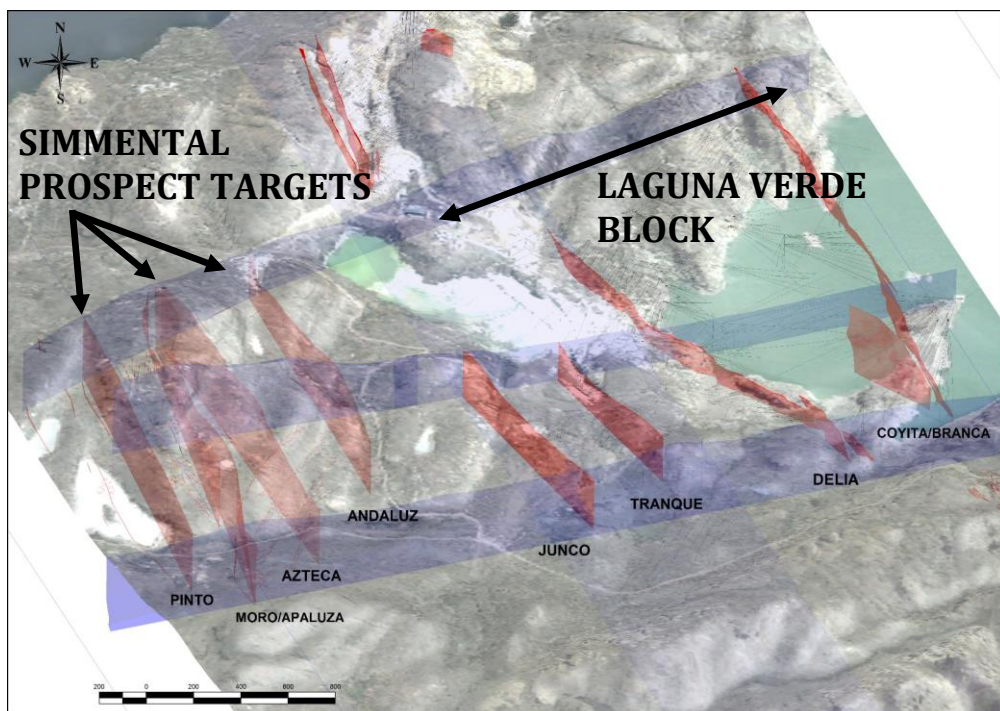 N
W E
S
SIMMENTAL
PROSPECT TARGETS
LAGUNA VERDE
BLOCK
COYITA/BRANCA
DELIA
TRANQUE
ANDALUZ
JUNCO
AZTECA
PINTO
MORO/APALUZA
200 0 200 400 600 800